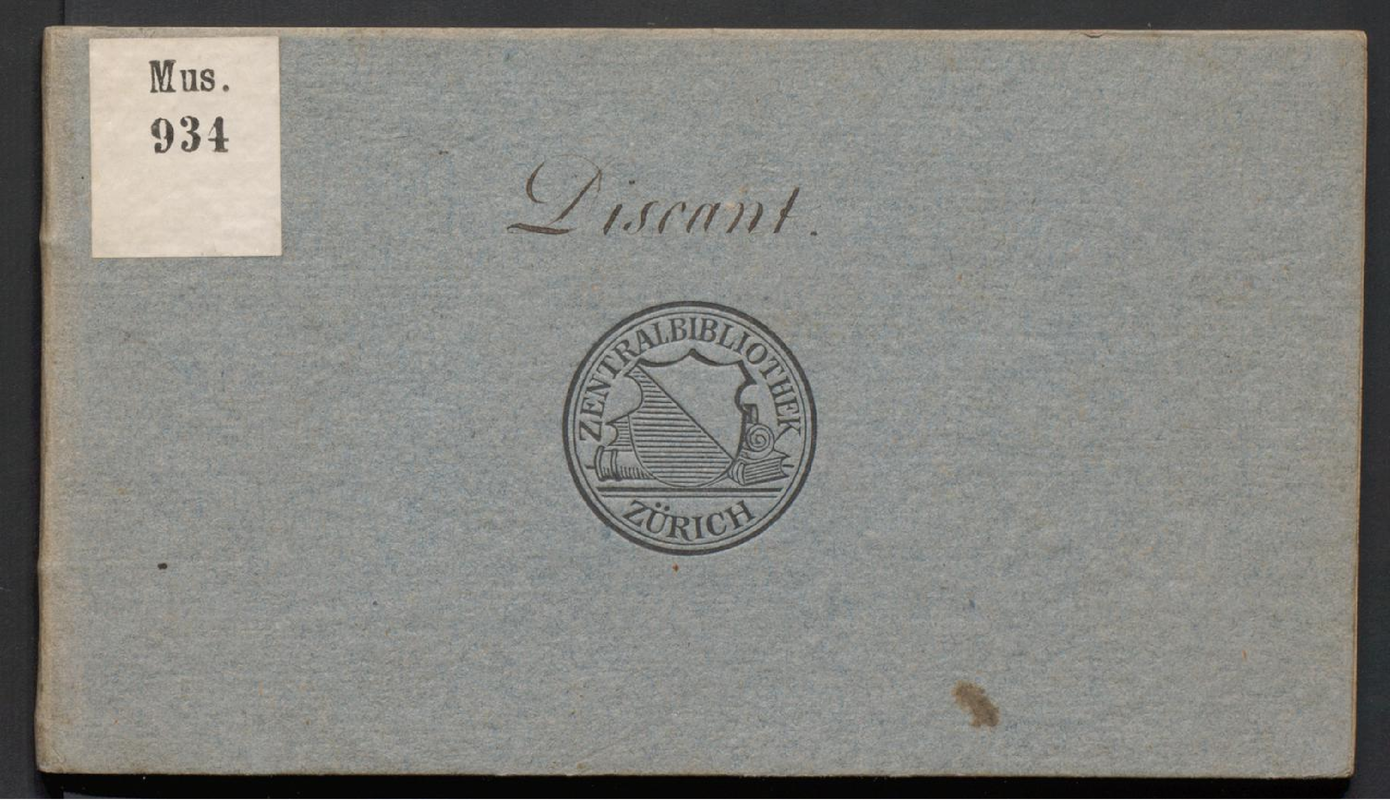 Mus.
934
Discant.
ZENTRALBIBLIOTHEK
ZÜRICH